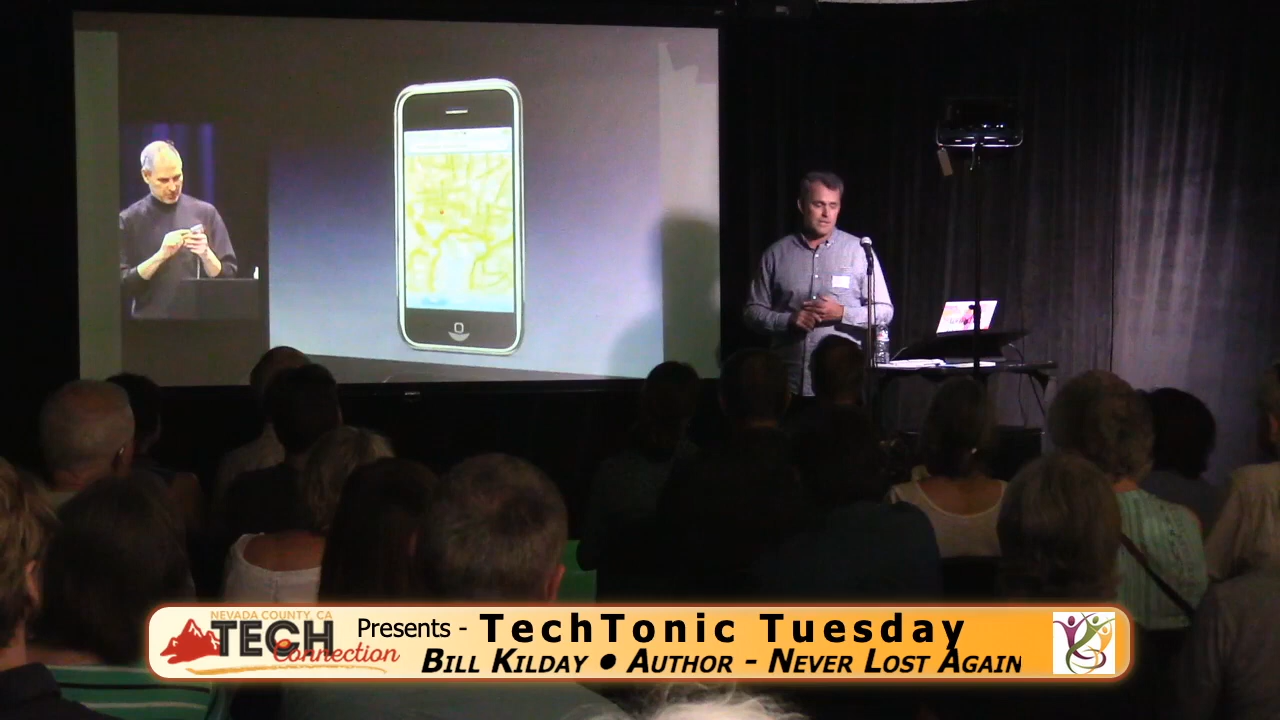 NEVADA COUNTY, CA
TECH
Connection
Presents - TechTonic Tuesday
BILL KILDAY • AUTHOR - NEVER LOST AGAIN